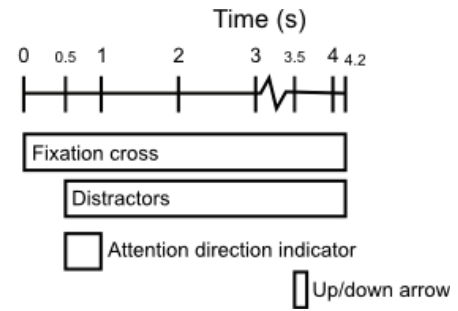 Time (s)
0 0.5 1 2 3 3.5 4 4.2
Fixation cross
Distractors
Attention direction indicator
Up/down arrow